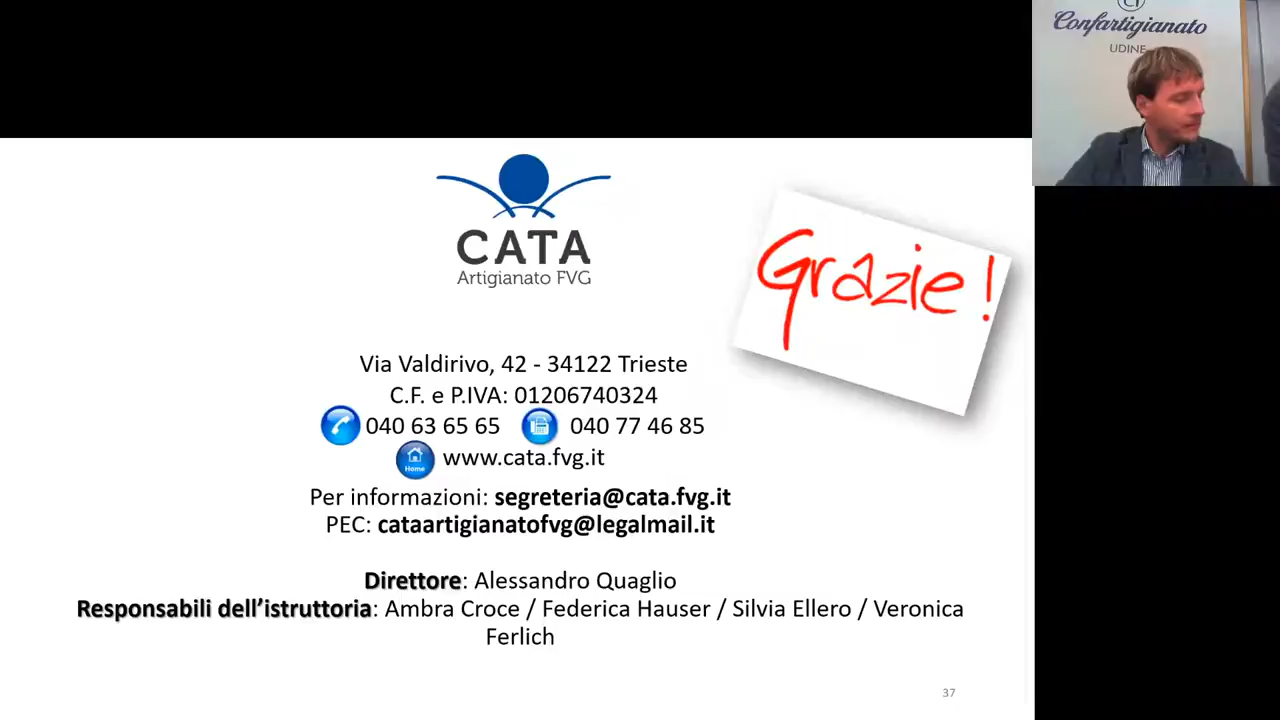 Confartigianato
UDINE
CATA
Artigianato FVG
Grazie!
Via Valdirivo, 42 - 34122 Trieste
C.F. e P.IVA: 01206740324
040 63 65 65 040 77 46 85
Home www.cata.fvg.it
Per informazioni: segreteria@cata.fvg.it
PEC: cataartigianatofvg@legalmail.it
Direttore: Alessandro Quaglio
Responsabili dell’istruttoria: Ambra Croce / Federica Hauser / Silvia Ellero / Veronica
Ferlich
37